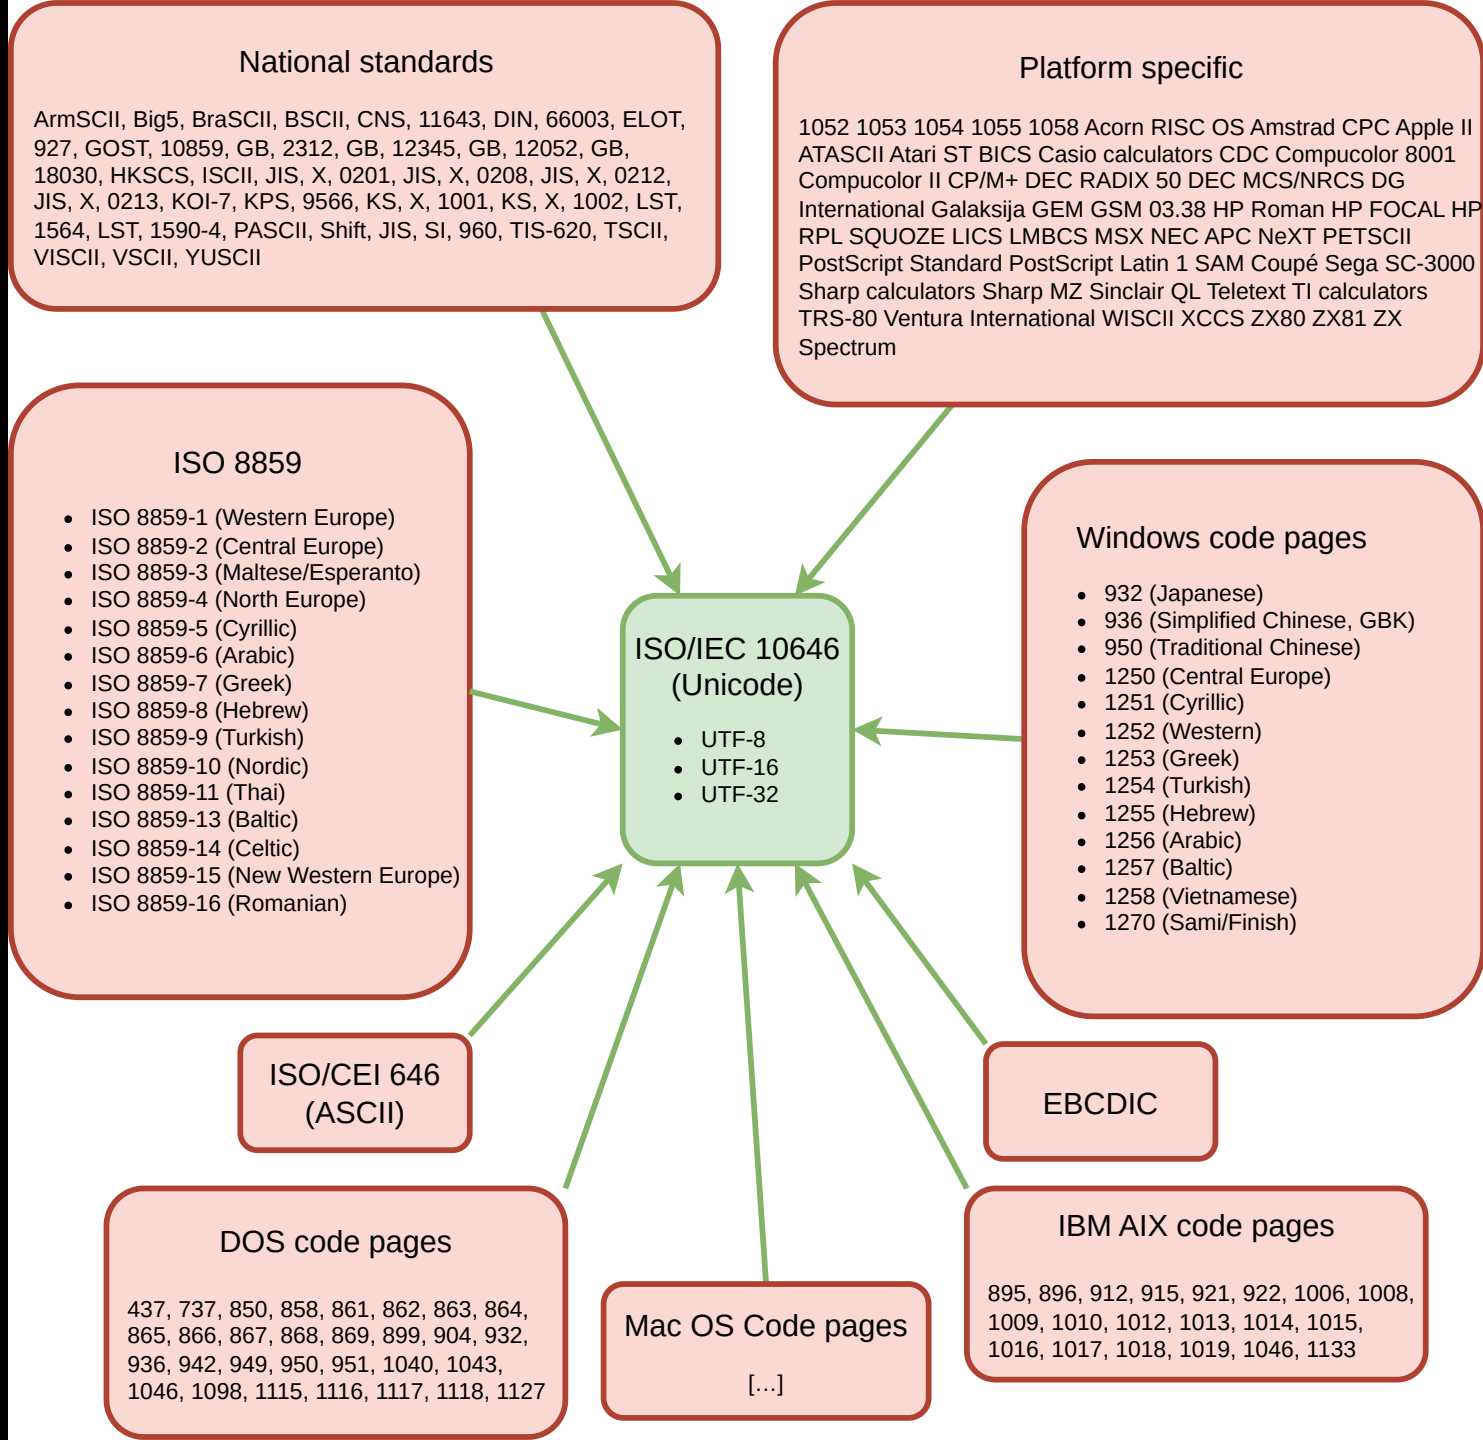 National standards
ArmSCII, Big5, BraSCII, BSCII, CNS, 11643, DIN, 66003, ELOT,
927, GOST, 10859, GB, 2312, GB, 12345, GB, 12052, GB,
18030, HKSCS, ISCII, JIS, X, 0201, JIS, X, 0208, JIS, X, 0212,
JIS, X, 0213, KOI-7, KPS, 9566, KS, X, 1001, KS, X, 1002, LST,
1564, LST, 1590-4, PASCII, Shift, JIS, SI, 960, TIS-620, TSCII,
VISCII, VSCII, YUSCII
Platform specific
1052 1053 1054 1055 1058 Acorn RISC OS Amstrad CPC Apple II
ATASCII Atari ST BICS Casio calculators CDC Compucolor 8001
Compucolor II CP/M+ DEC RADIX 50 DEC MCS/NRCS DG
International Galaksija GEM GSM 03.38 HP Roman HP FOCAL HP
RPL SQUOZE LICS LMBCS MSX NEC APC NeXT PETSCII
PostScript Standard PostScript Latin 1 SAM Coupé Sega SC-3000
Sharp calculators Sharp MZ Sinclair QL Teletext TI calculators
TRS-80 Ventura International WISCII XCCS ZX80 ZX81 ZX
Spectrum
ISO 8859
• ISO 8859-1 (Western Europe)
• ISO 8859-2 (Central Europe)
• ISO 8859-3 (Maltese/Esperanto)
• ISO 8859-4 (North Europe)
• ISO 8859-5 (Cyrillic)
• ISO 8859-6 (Arabic)
• ISO 8859-7 (Greek)
• ISO 8859-8 (Hebrew)
• ISO 8859-9 (Turkish)
• ISO 8859-10 (Nordic)
• ISO 8859-11 (Thai)
• ISO 8859-13 (Baltic)
• ISO 8859-14 (Celtic)
• ISO 8859-15 (New Western Europe)
• ISO 8859-16 (Romanian)
ISO/IEC 10646
(Unicode)
• UTF-8
• UTF-16
• UTF-32
Windows code pages
• 932 (Japanese)
• 936 (Simplified Chinese, GBK)
• 950 (Traditional Chinese)
• 1250 (Central Europe)
• 1251 (Cyrillic)
• 1252 (Western)
• 1253 (Greek)
• 1254 (Turkish)
• 1255 (Hebrew)
• 1256 (Arabic)
• 1257 (Baltic)
• 1258 (Vietnamese)
• 1270 (Sami/Finish)
ISO/CEI 646
(ASCII)
EBCDIC
DOS code pages
437, 737, 850, 858, 861, 862, 863, 864,
865, 866, 867, 868, 869, 899, 904, 932,
936, 942, 949, 950, 951, 1040, 1043,
1046, 1098, 1115, 1116, 1117, 1118, 1127
Mac OS Code pages
[…]
IBM AIX code pages
895, 896, 912, 915, 921, 922, 1006, 1008,
1009, 1010, 1012, 1013, 1014, 1015,
1016, 1017, 1018, 1019, 1046, 1133